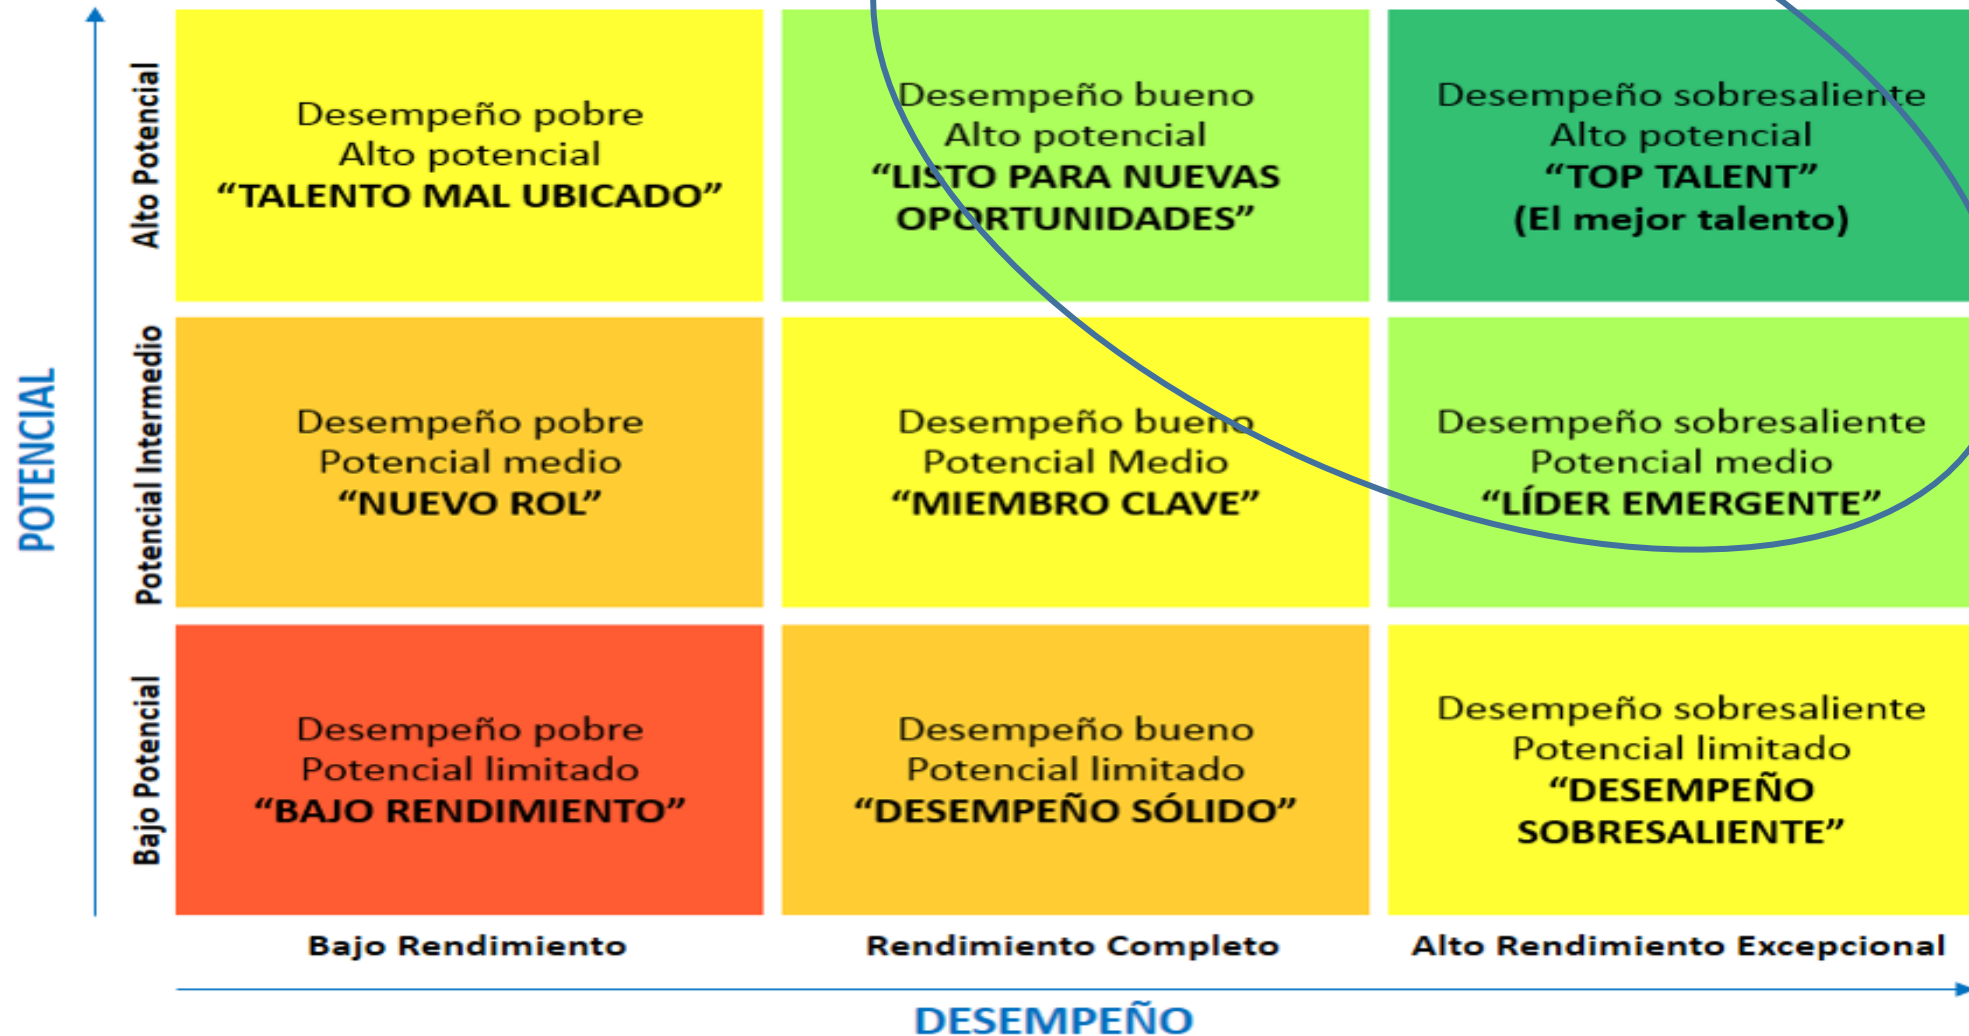 POTENCIAL
Alto Potencial
Desempeño pobre
Alto potencial
“TALENTO MAL UBICADO”
Desempeño bueno
Alto potencial
“LISTO PARA NUEVAS
OPORTUNIDADES”
Desempeño sobresaliente
Alto potencial
“TOP TALENT”
(El mejor talento)
Potencial Intermedio
Desempeño pobre
Potencial medio
“NUEVO ROL”
Desempeño bueno
Potencial Medio
“MIEMBRO CLAVE”
Desempeño sobresaliente
Potencial medio
“LÍDER EMERGENTE”
Bajo Potencial
Desempeño pobre
Potencial limitado
“BAJO RENDIMIENTO”
Desempeño bueno
Potencial limitado
“DESEMPEÑO SÓLIDO”
Desempeño sobresaliente
Potencial limitado
“DESEMPEÑO
SOBRESALIENTE”
Bajo Rendimiento
Rendimiento Completo
Alto Rendimiento Excepcional
DESEMPEÑO